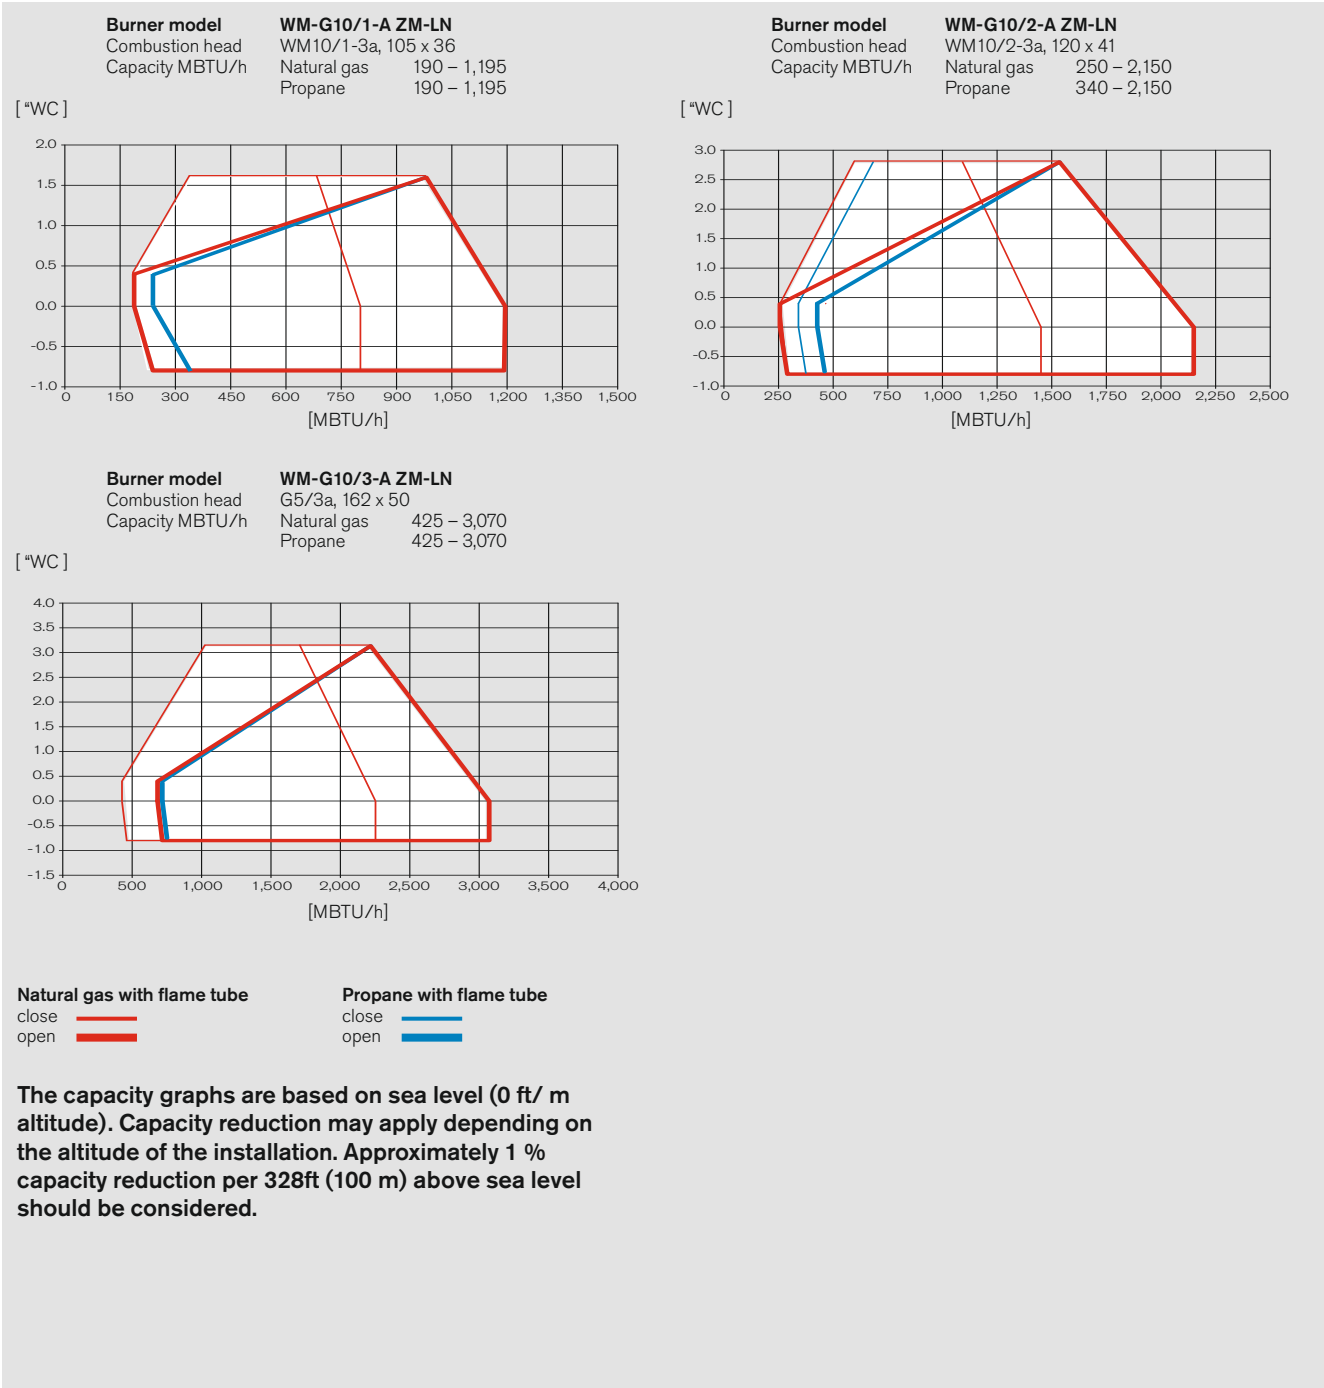 Burner model WM-G10/1-A ZM-LN
Combustion head WM10/1-3a, 105 x 36
Capacity MBTU/h Natural gas 190 – 1,195
Propane 190 – 1,195
[ “WC ]
2.0
1.5
1.0
0.5
0.0
-0.5
-1.0
0 150 300 450 600 750 900 1,050 1,200 1,350 1,500
[MBTU/h]
Burner model WM-G10/2-A ZM-LN
Combustion head WM10/2-3a, 120 x 41
Capacity MBTU/h Natural gas 250 – 2,150
Propane 340 – 2,150
[ “WC ]
3.0
2.5
2.0
1.5
1.0
0.5
0.0
-0.5
-1.0
0 250 500 750 1,000 1,250 1,500 1,750 2,000 2,250 2,500
[MBTU/h]
Burner model WM-G10/3-A ZM-LN
Combustion head G5/3a, 162 x 50
Capacity MBTU/h Natural gas 425 – 3,070
Propane 425 – 3,070
[ “WC ]
4.0
3.5
3.0
2.5
2.0
1.5
1.0
0.5
0.0
-0.5
-1.0
-1.5
0 500 1,000 1,500 2,000 2,500 3,000 3,500 4,000
[MBTU/h]
Natural gas with flame tube
close
open
Propane with flame tube
close
open
The capacity graphs are based on sea level (0 ft/ m
altitude). Capacity reduction may apply depending on
the altitude of the installation. Approximately 1 %
capacity reduction per 328ft (100 m) above sea level
should be considered.